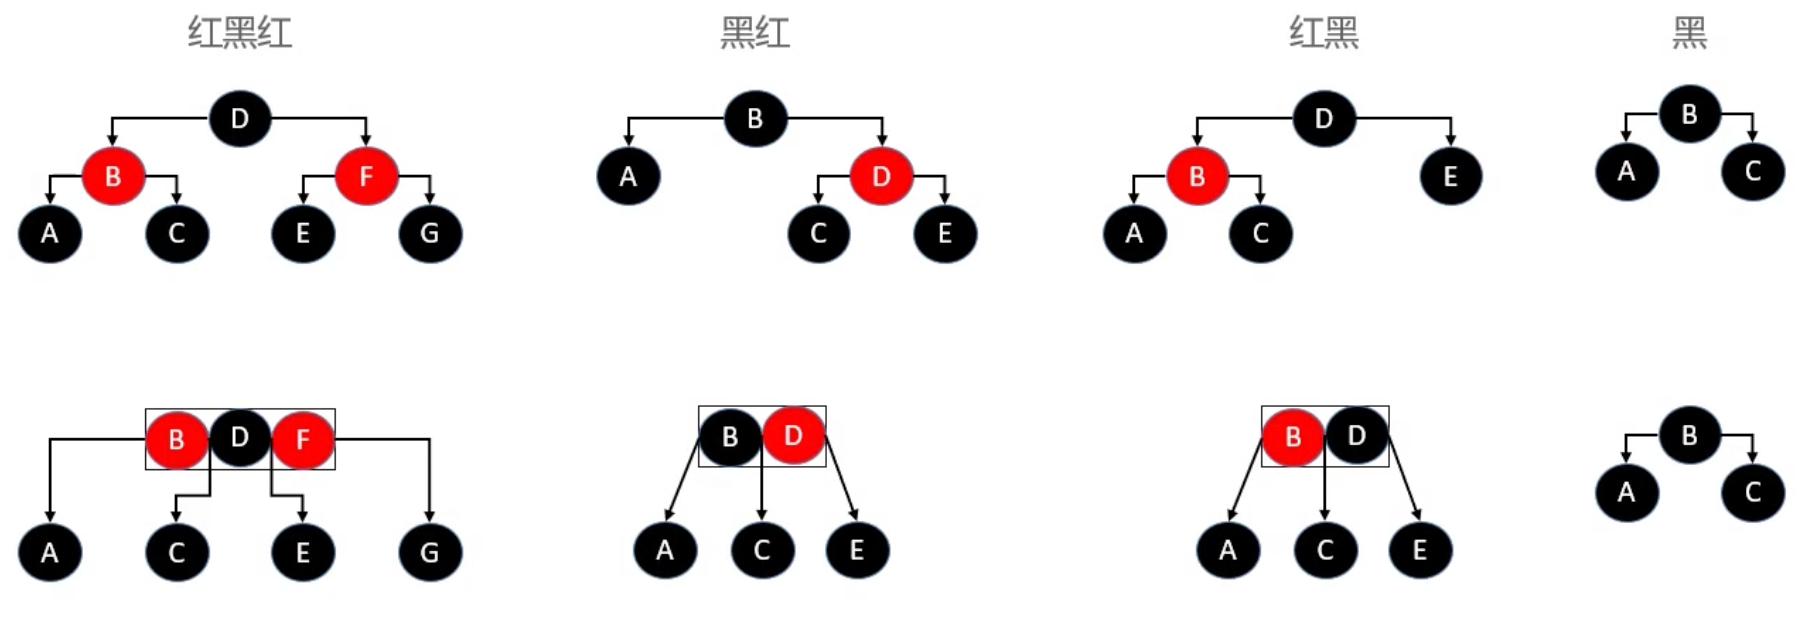 红黑红 黑红 红黑 黑
D B D B
B F A D B E A C
A C E G C E A C
B D F B D B D B
A C
A C E G A C E A C E